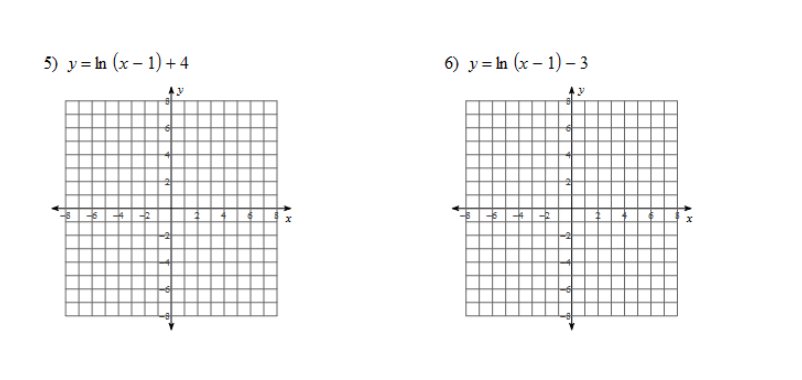 5) y = ln (x − 1) + 4
6) y = ln (x − 1) − 3
y
8
6
4
2
−8 −6 −4 −2 2 4 6 8 x
−2
−4
−6
−8
y
8
6
4
2
−8 −6 −4 −2 2 4 6 8 x
−2
−4
−6
−8